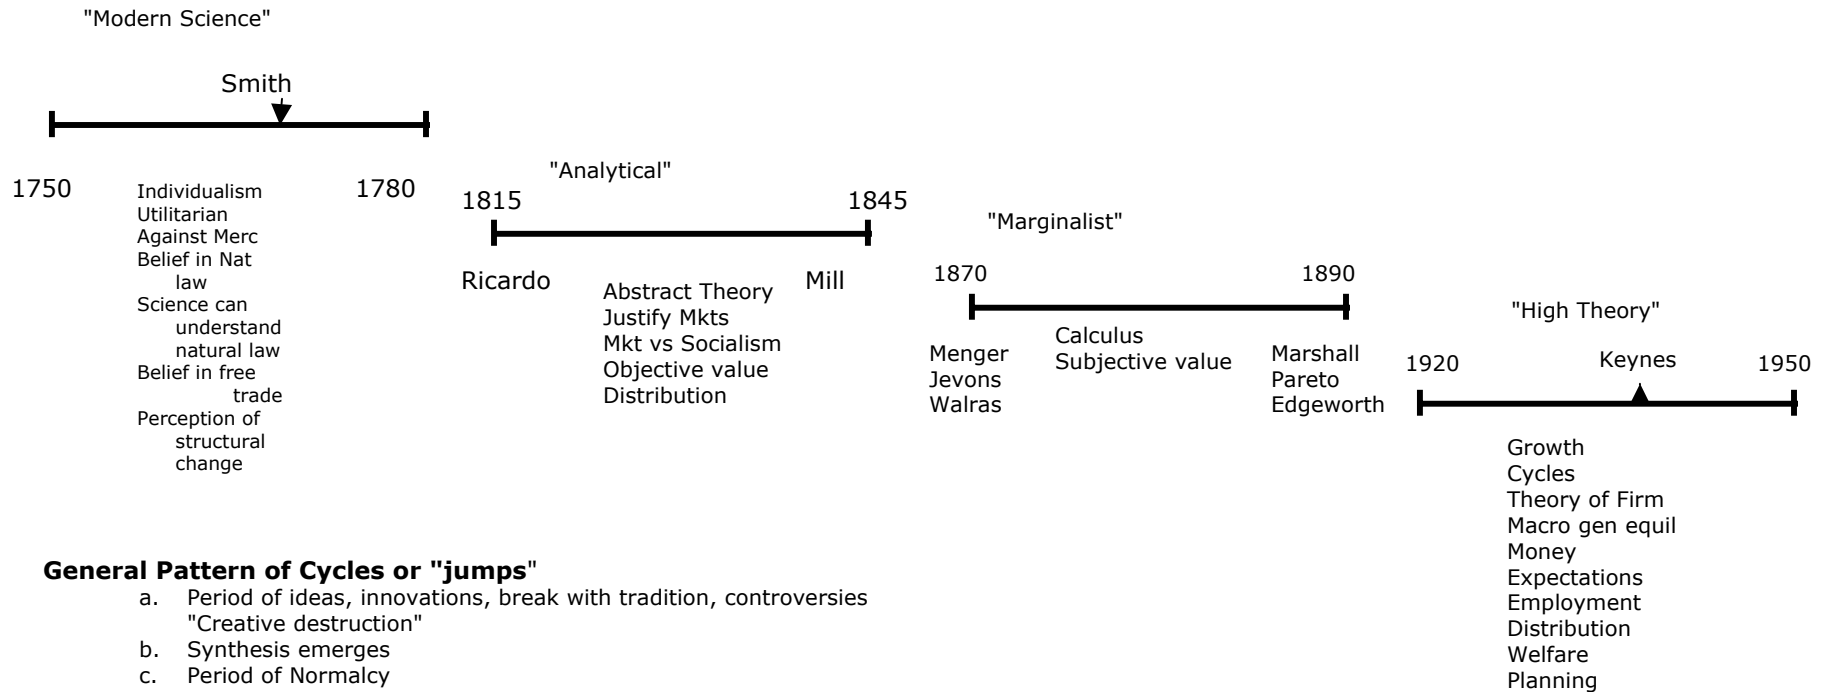 "Modern Science"
Smith
1750
1780
Individualism
Utilitarian
Against Merc
Belief in Nat
law
Science can
understand
natural law
Belief in free
trade
Perception of
structural
change
"Analytical"
1815
1845
Ricardo
Mill
Abstract Theory
Justify Mkts
Mkt vs Socialism
Objective value
Distribution
"Marginalist"
1870
1890
Menger
Jevons
Walras
Calculus
Subjective value
Marshall
Pareto
Edgeworth
"High Theory"
1920
Keynes
1950
Growth
Cycles
Theory of Firm
Macro gen equil
Money
Expectations
Employment
Distribution
Welfare
Planning
General Pattern of Cycles or "jumps"
a. Period of ideas, innovations, break with tradition, controversies
"Creative destruction"
b. Synthesis emerges
c. Period of Normalcy